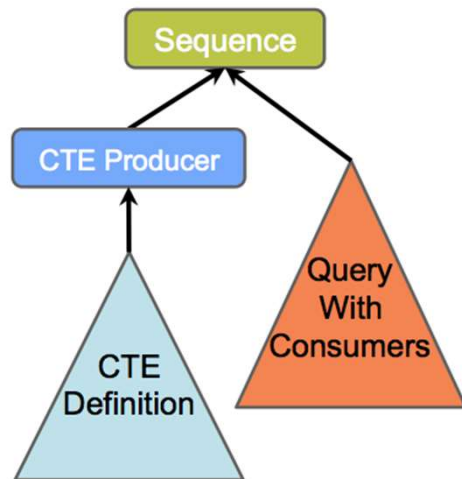 Sequence
CTE Producer
Query
With
Consumers
CTE
Definition